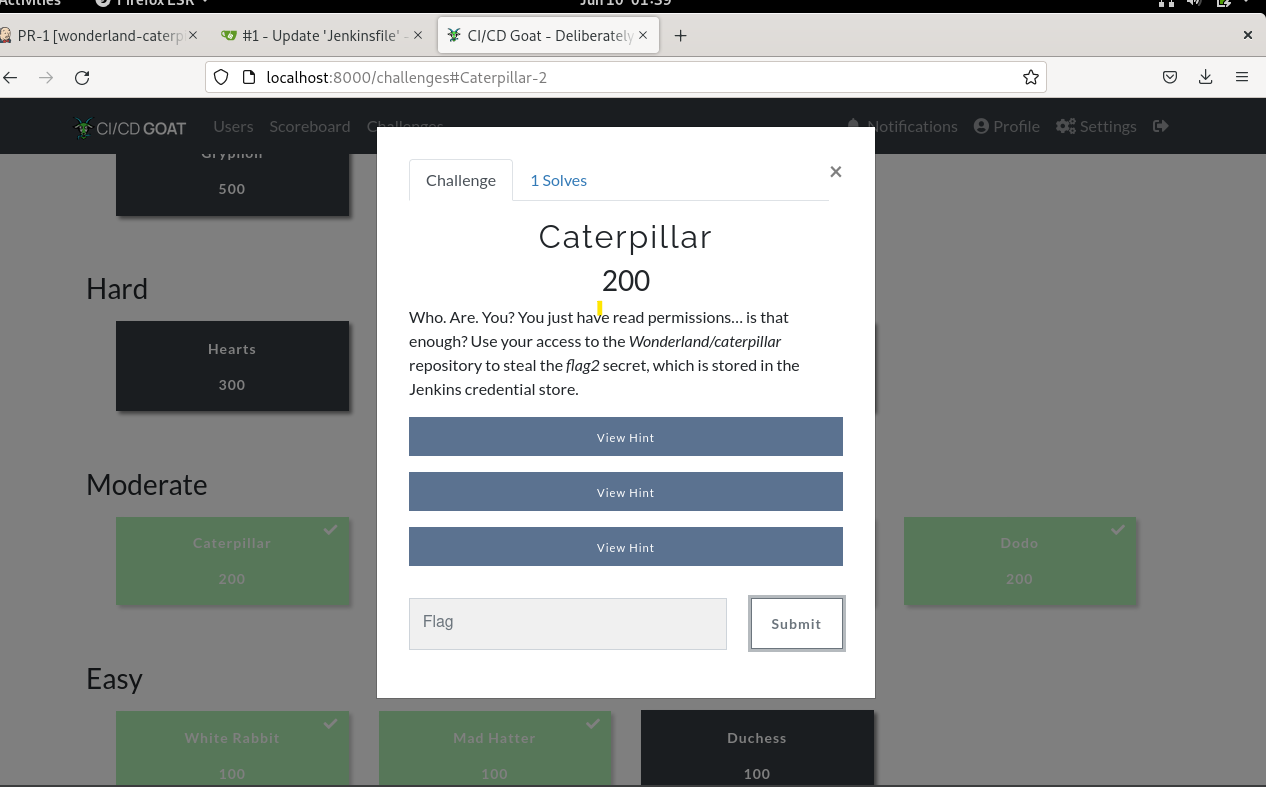 Activities Firefox ESR Jun 10 01:39
PR-1 [wonderland-caterp × #1 - Update 'Jenkinsfile' - × CI/CD Goat - Deliberately × +
localhost:8000/challenges#Caterpillar-2
CI/CD GOAT Users Scoreboard Challenges Notifications Profile Settings
Gryphon
500
Challenge 1 Solves ×
Caterpillar
200
Who. Are. You? You just have read permissions… is that
enough? Use your access to the Wonderland/caterpillar
repository to steal the flag2 secret, which is stored in the
Jenkins credential store.
View Hint
View Hint
View Hint
Flag Submit
Hard
Hearts
300
Moderate
Caterpillar Dodo
200 200
Easy
White Rabbit Mad Hatter Duchess
100 100 100